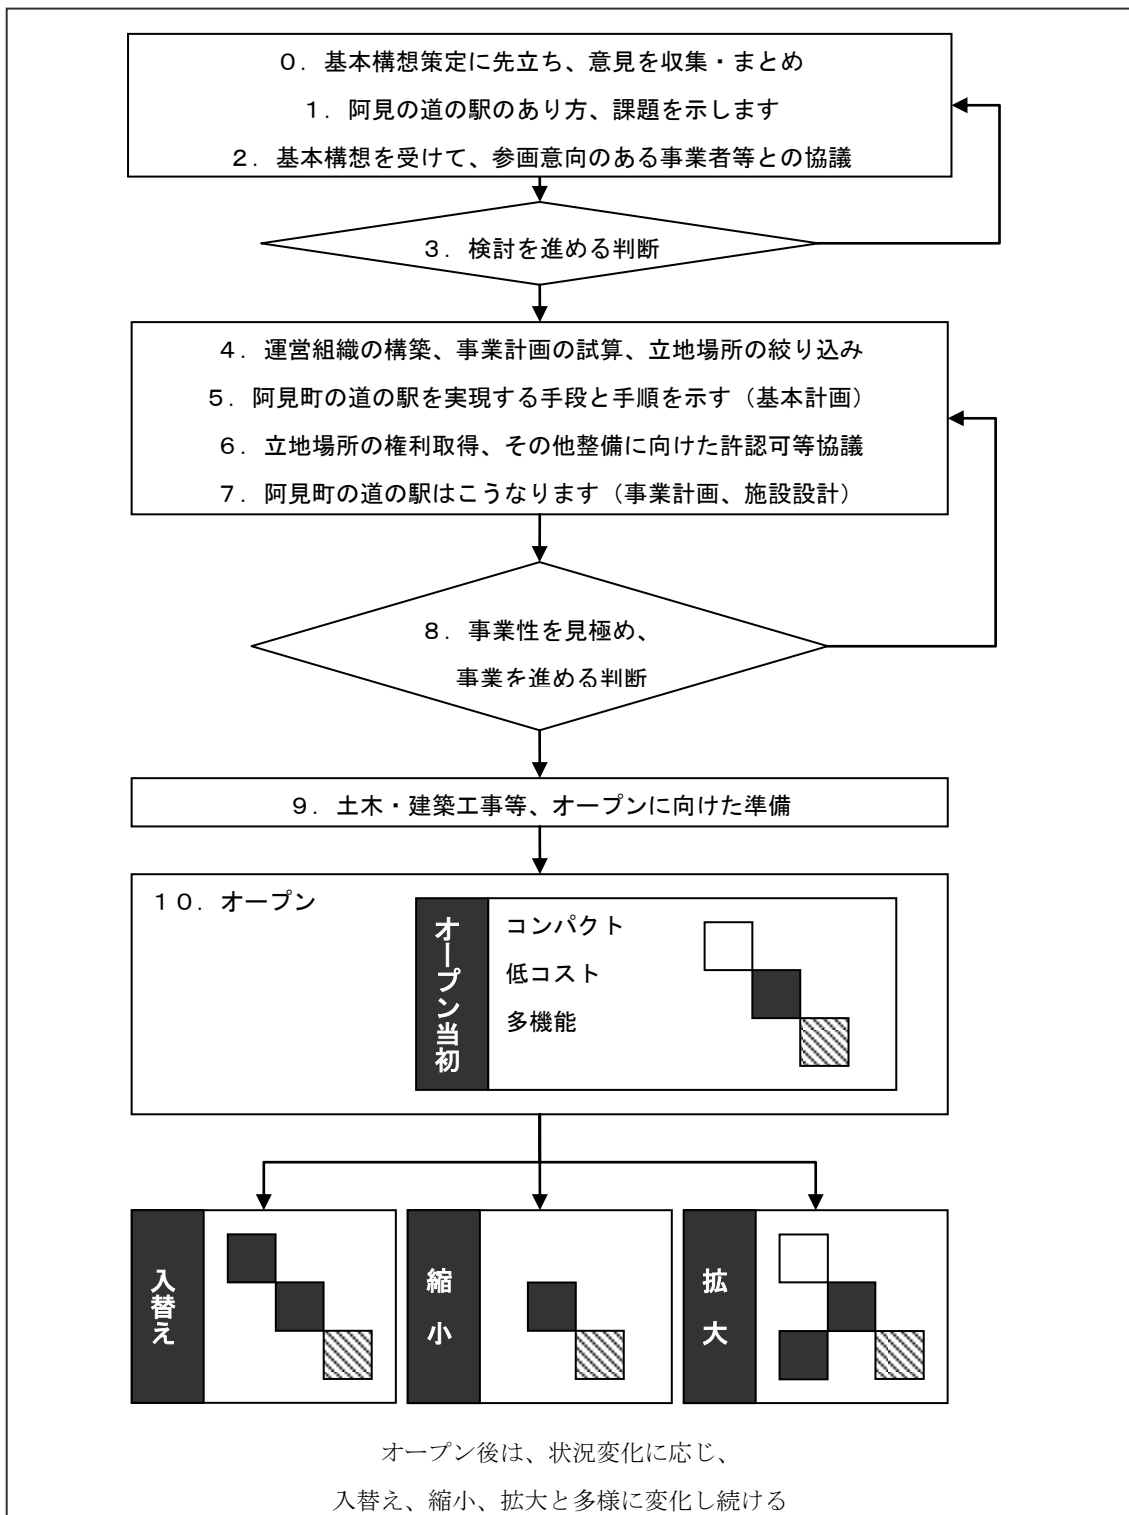 ０．基本構想策定に先立ち、意見を収集・まとめ
１．阿見の道の駅のあり方、課題を示します
２．基本構想を受けて、参画意向のある事業者等との協議
３．検討を進める判断
４．運営組織の構築、事業計画の試算、立地場所の絞り込み
５．阿見町の道の駅を実現する手段と手順を示す（基本計画）
６．立地場所の権利取得、その他整備に向けた許認可等協議
７．阿見町の道の駅はこうなります（事業計画、施設設計）
８．事業性を見極め、
事業を進める判断
９．土木・建築工事等、オープンに向けた準備
１０．オープン
オープン当初
コンパクト
低コスト
多機能
入替え
縮小
拡大
オープン後は、状況変化に応じ、
入替え、縮小、拡大と多様に変化し続ける